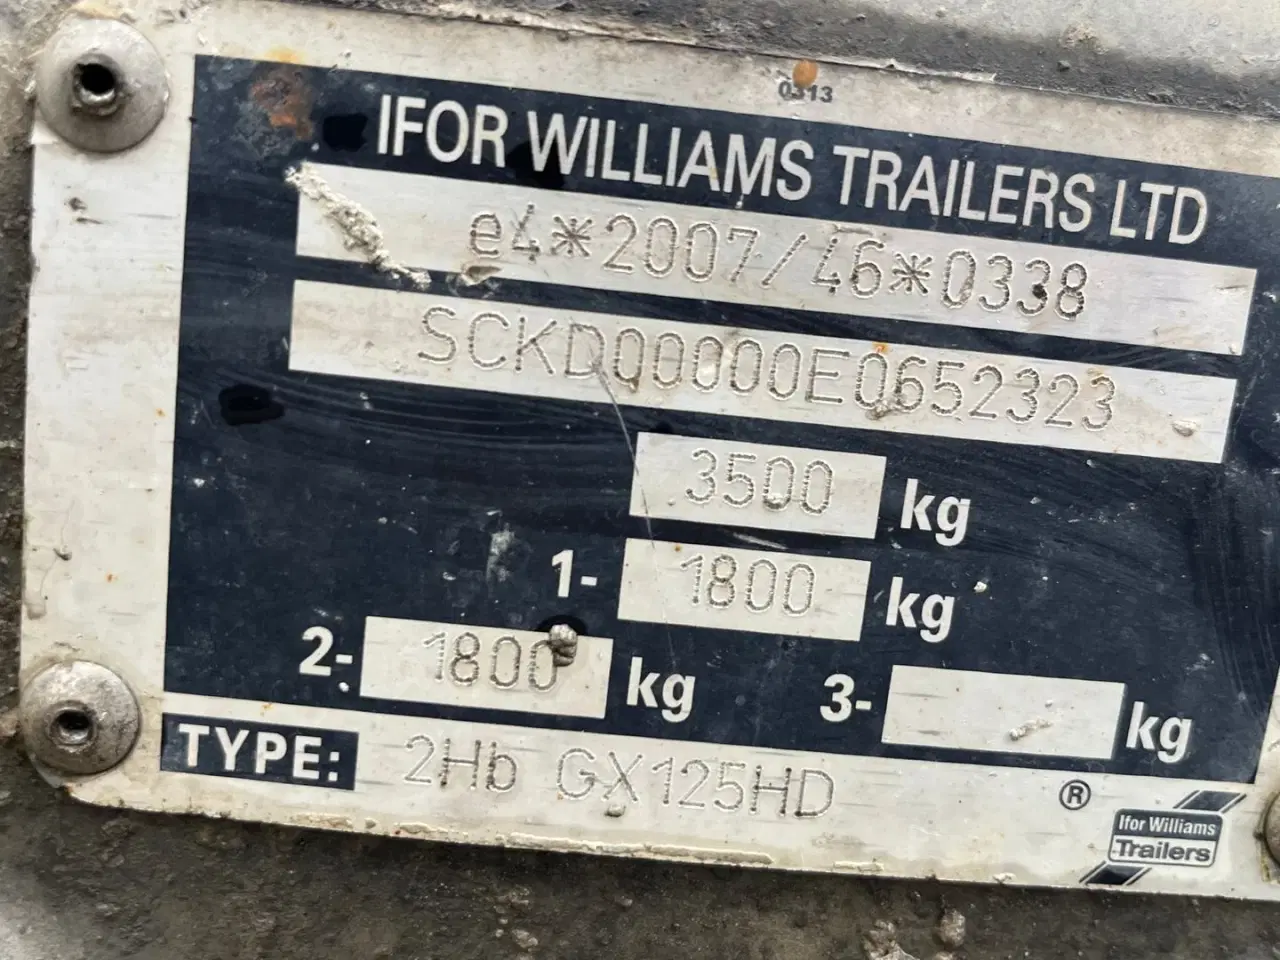 0313
IFOR WILLIAMS TRAILERS LTD
e4*2007/46*0338
SCKD00000E0652323
3500 kg
1- 1800 kg
2- 1800 kg 3- kg
TYPE: 2Hb GX125HD
®
Ifor Williams
Trailers